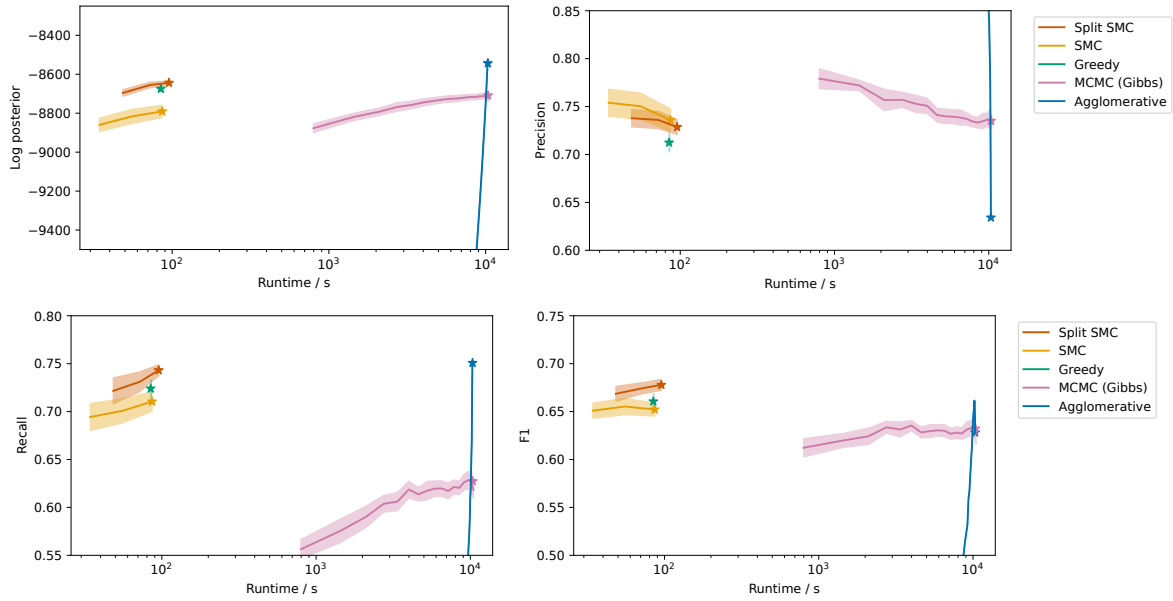 −8400
−8600
−8800
−9000
−9200
−9400
Log posterior
10²
10³
10⁴
Runtime / s
0.85
0.80
0.75
0.70
0.65
0.60
Precision
10²
10³
10⁴
Runtime / s
Split SMC
SMC
Greedy
MCMC (Gibbs)
Agglomerative
0.80
0.75
0.70
0.65
0.60
0.55
Recall
10²
10³
10⁴
Runtime / s
0.75
0.70
0.65
0.60
0.55
0.50
F1
10²
10³
10⁴
Runtime / s
Split SMC
SMC
Greedy
MCMC (Gibbs)
Agglomerative